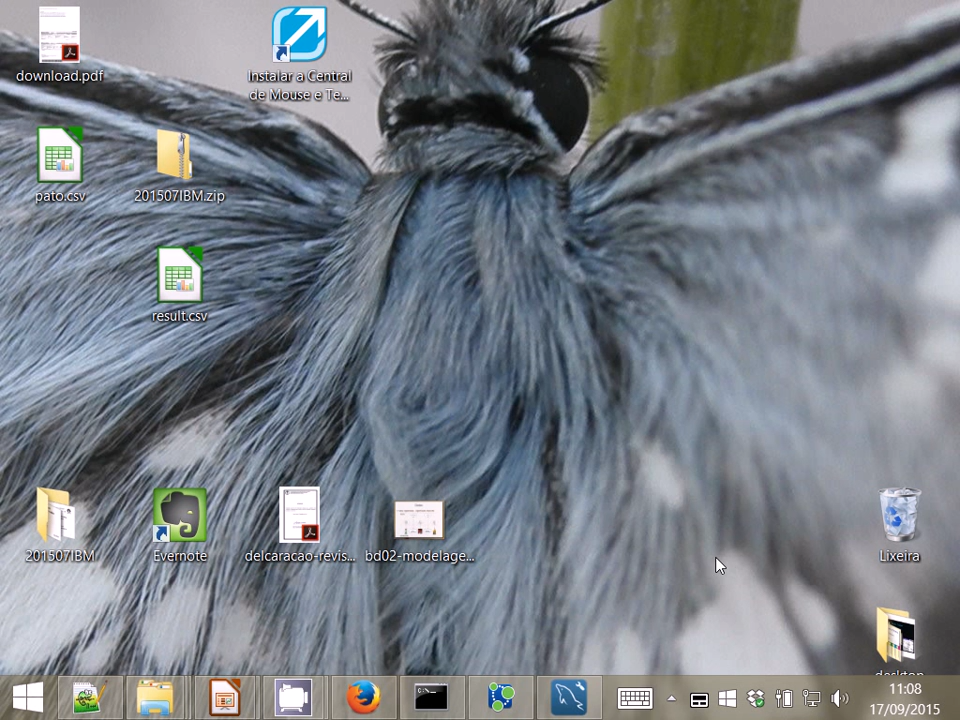 download.pdf
Instalar a Central
de Mouse e Te...
pato.csv
201507IBM.zip
result.csv
201507IBM
Evernote
delcaracao-revis...
bd02-modelage...
Lixeira
desktop
C:\>_
11:08
17/09/2015